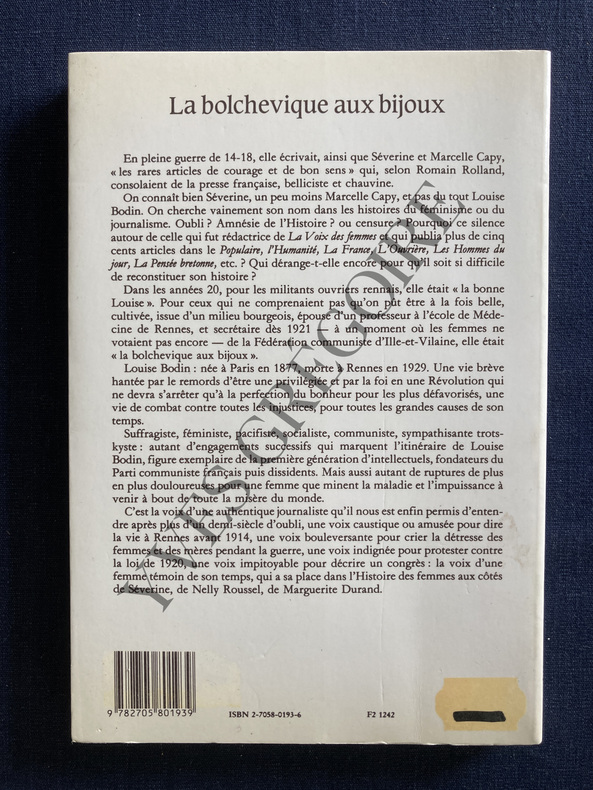 La bolchevique aux bijoux
En pleine guerre de 14-18, elle écrivait, ainsi que Séverine et Marcelle Capy,
« les rares articles de courage et de bon sens » qui, selon Romain Rolland,
consolaient de la presse française, belliciste et chauvine.
On connaît bien Séverine, un peu moins Marcelle Capy, et pas du tout Louise
Bodin. On cherche vainement son nom dans les histoires du féminisme ou du
journalisme. Oubli ? Amnésie de l'Histoire ? ou censure ? Pourquoi ce silence
autour de celle qui fut rédactrice de La Voix des femmes et qui publia plus de cinq
cents articles dans le Populaire, l'Humanité, La France, L'Ouvrière, Les Hommes du
jour, La Pensée bretonne, etc. ? Qui dérange-t-elle encore pour qu'il soit si difficile
de reconstituer son histoire ?
Dans les années 20, pour les militants ouvriers rennais, elle était « la bonne
Louise ». Pour ceux qui ne comprenaient pas qu'on pût être à la fois belle,
cultivée, issue d'un milieu bourgeois, épouse d'un professeur à l'école de Méde-
cine de Rennes, et secrétaire dès 1921 — à un moment où les femmes ne
votaient pas encore — de la Fédération communiste d'Ille-et-Vilaine, elle était
« la bolchevique aux bijoux ».
Louise Bodin : née à Paris en 1877, morte à Rennes en 1929. Une vie brève
hantée par le remords d'être une privilégiée et par la foi en une Révolution qui
ne devra s'arrêter qu'à la perfection du bonheur pour les plus défavorisés, une
vie de combat contre toutes les injustices, pour toutes les grandes causes de son
temps.
Suffragiste, féministe, pacifiste, socialiste, communiste, sympathisante trots-
kyste : autant d'engagements successifs qui marquent l'itinéraire de Louise
Bodin, figure exemplaire de la première génération d'intellectuels, fondateurs du
Parti communiste français puis dissidents. Mais aussi autant de ruptures de plus
en plus douloureuses pour une femme que minent la maladie et l'impuissance à
venir à bout de toute la misère du monde.
C'est la voix d'une authentique journaliste qu'il nous est enfin permis d'enten-
dre après plus d'un demi-siècle d'oubli, une voix caustique ou amusée pour dire
la vie à Rennes avant 1914, une voix bouleversante pour crier la détresse des
femmes et des mères pendant la guerre, une voix indignée pour protester contre
la loi de 1920, une voix impitoyable pour décrire un congrès : la voix d'une
femme témoin de son temps, qui a sa place dans l'Histoire des femmes aux côtés
de Séverine, de Nelly Roussel, de Marguerite Durand.
YVES GREGOIRE
9 782705 801939
ISBN 2-7058-0193-6
F2 1242